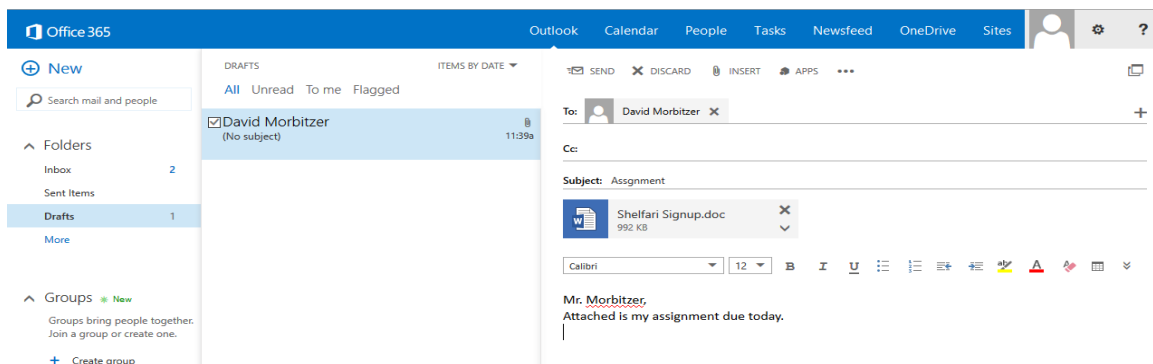 Office 365
Outlook Calendar People Tasks Newsfeed OneDrive Sites ?
New
Search mail and people
Folders
Inbox 2
Sent Items
Drafts 1
More
Groups New
Groups bring people together.
Join a group or create one.
+ Create group
DRAFTS ITEMS BY DATE
All Unread To me Flagged
David Morbitzer
(No subject) 11:39a
SEND DISCARD INSERT APPS •••
To: David Morbitzer
Cc:
Subject: Assgnment
Shelfari Signup.doc
992 KB
Calibri 12 B I U
Mr. Morbitzer,
Attached is my assignment due today.